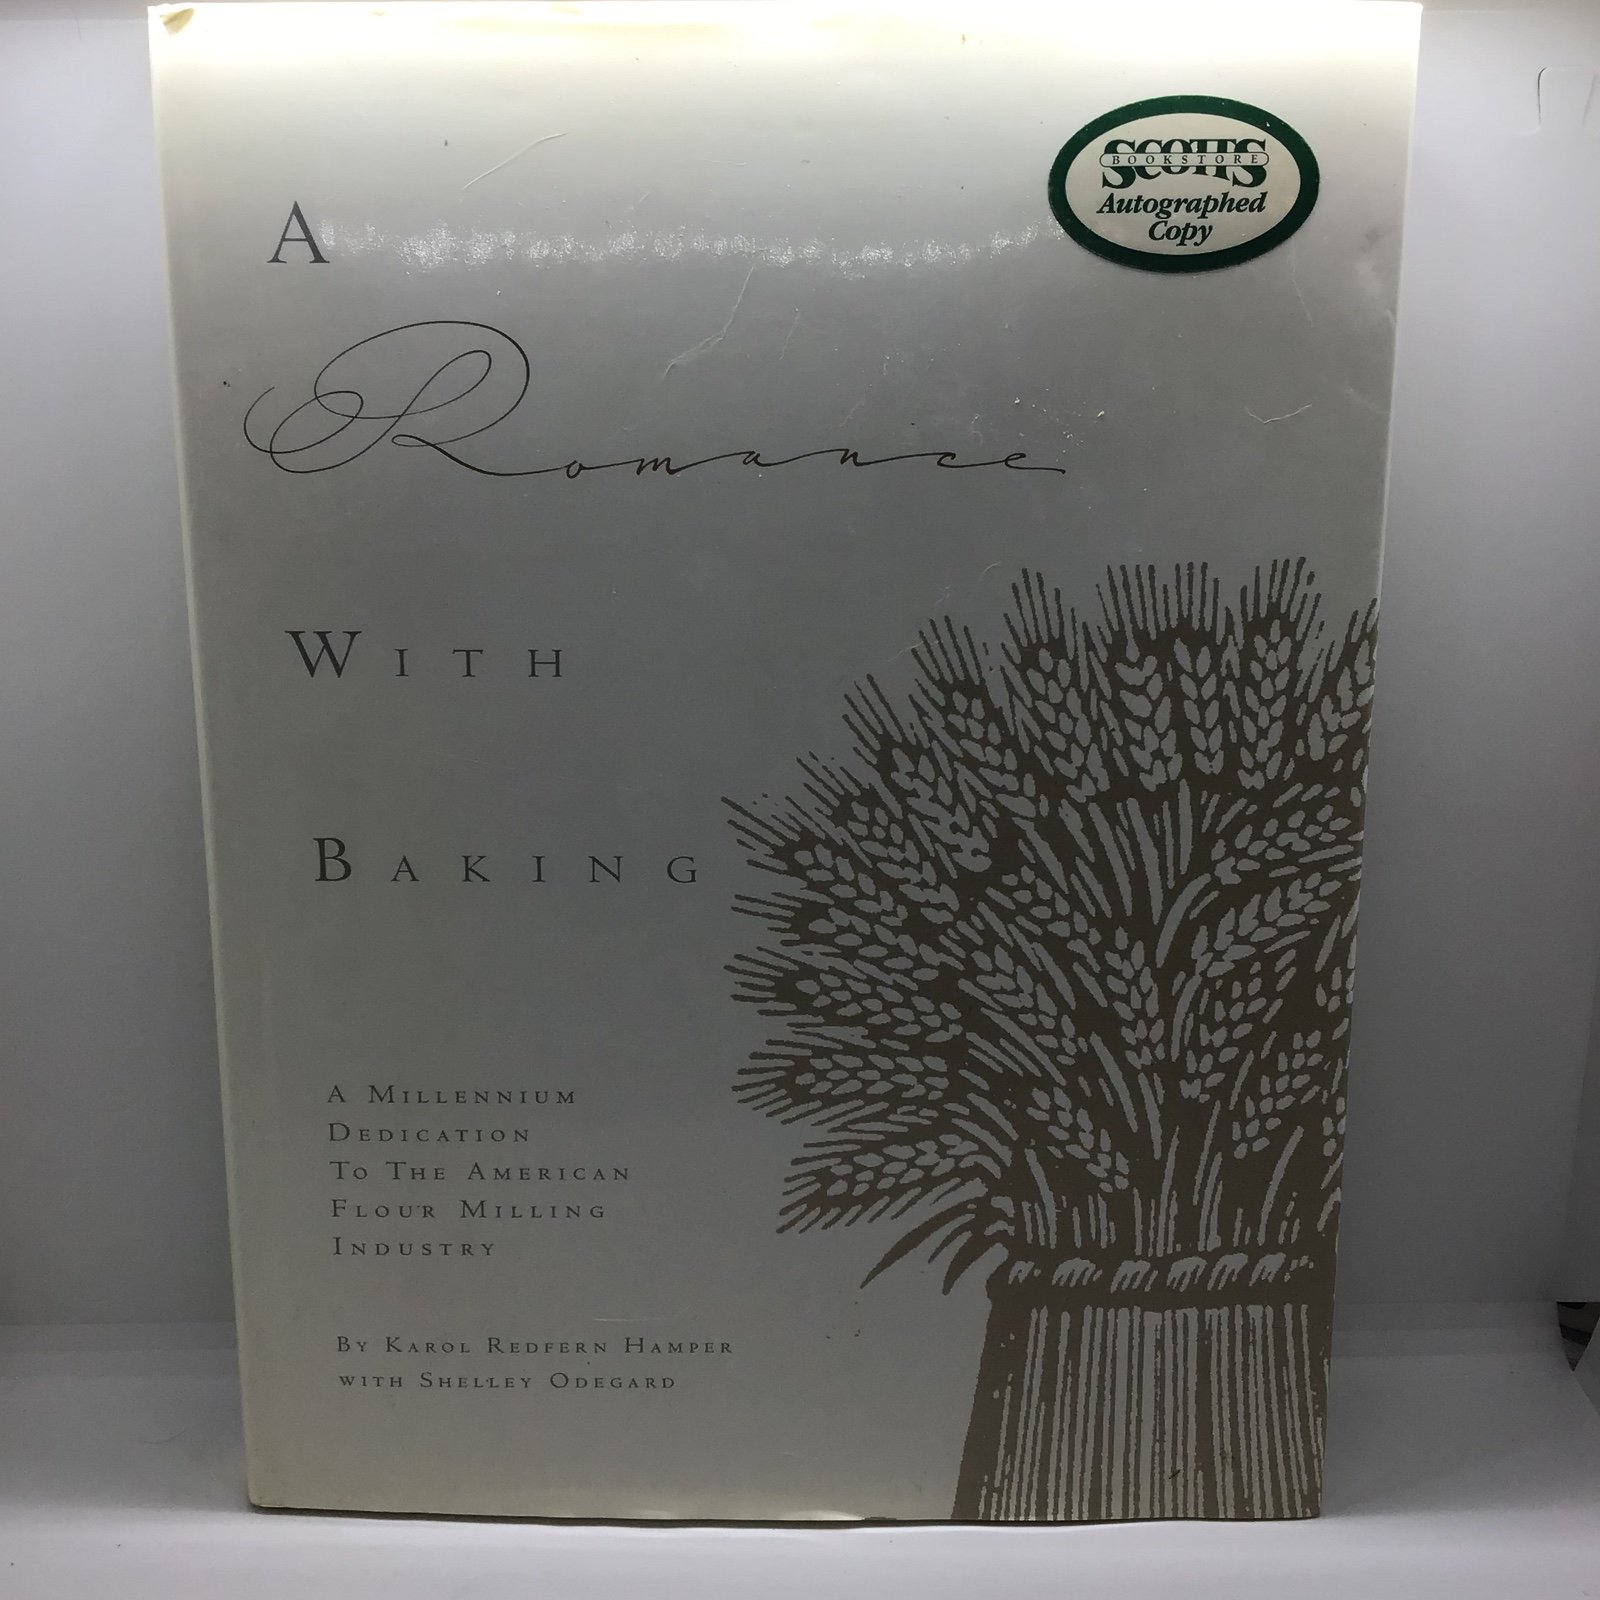 SCOTTS
BOOKSTORE
Autographed
Copy
A
Romance
WITH
BAKING
A MILLENNIUM
DEDICATION
TO THE AMERICAN
FLOUR MILLING
INDUSTRY
BY KAROL REDFERN HAMPER
WITH SHELLEY ODEGARD